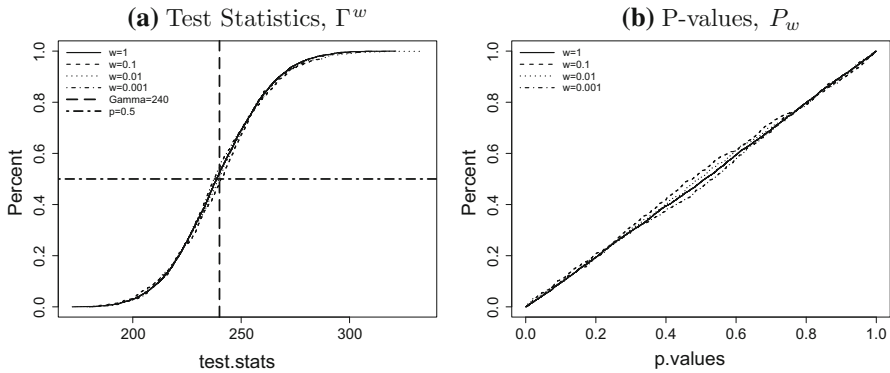 (a) Test Statistics, Γ^w
Percent
1.0
0.8
0.6
0.4
0.2
0.0
w=1
w=0.1
w=0.01
w=0.001
Gamma=240
p=0.5
200 250 300
test.stats
(b) P-values, P_w
Percent
1.0
0.8
0.6
0.4
0.2
0.0
w=1
w=0.1
w=0.01
w=0.001
0.0 0.2 0.4 0.6 0.8 1.0
p.values